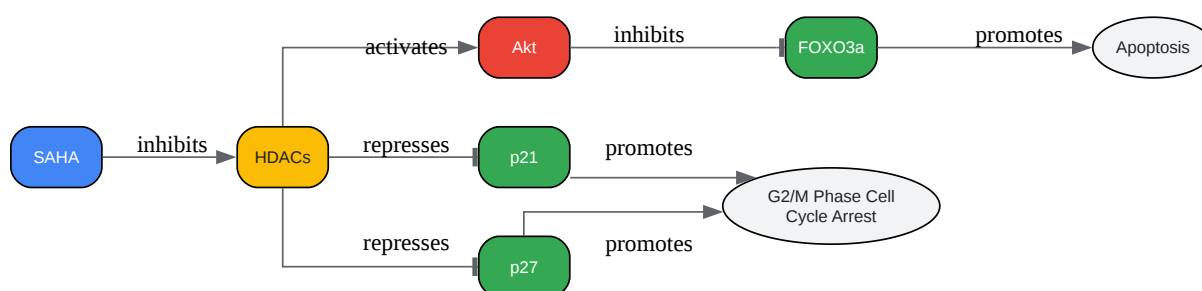 activates
Akt
inhibits
FOXO3a
promotes
Apoptosis
SAHA
inhibits
HDACs
represses
p21
promotes
G2/M Phase Cell
Cycle Arrest
represses
p27
promotes